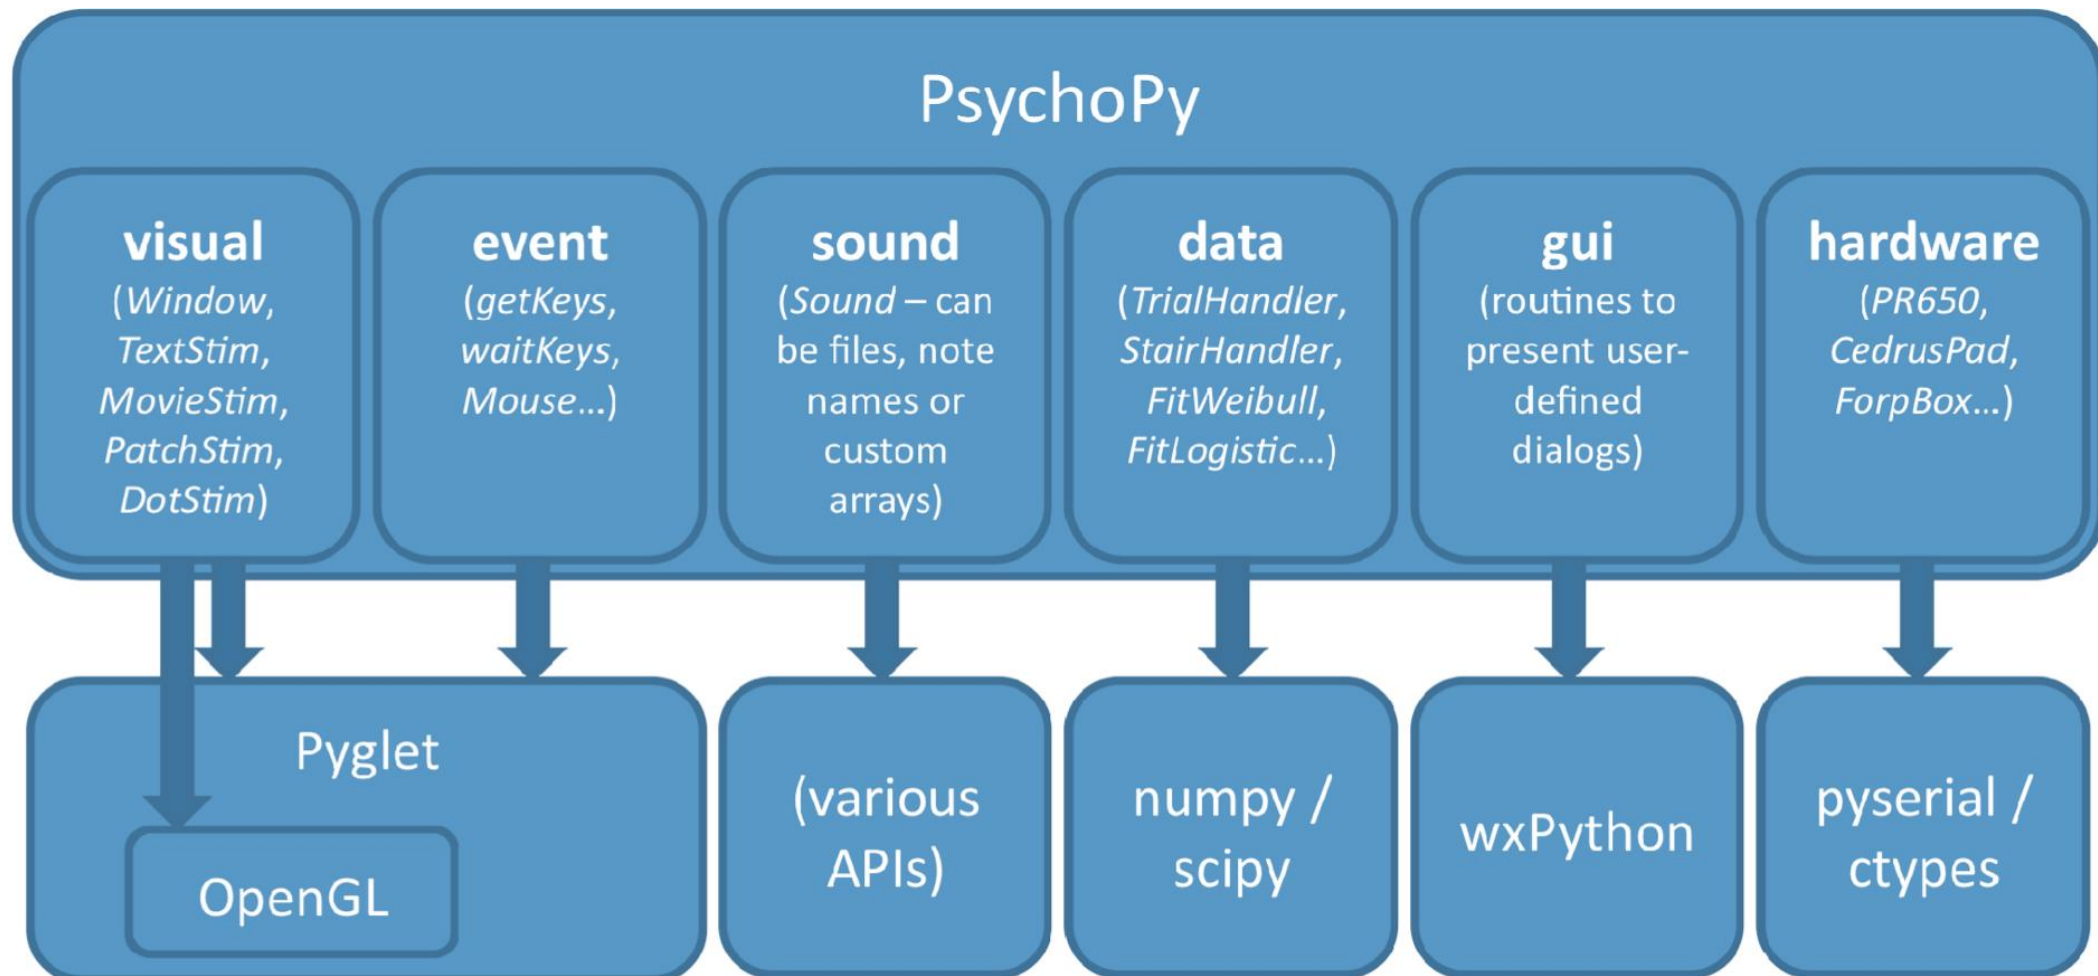 PsychoPy
visual
(Window,
TextStim,
MovieStim,
PatchStim,
DotStim)
event
(getKeys,
waitKeys,
Mouse…)
sound
(Sound – can
be files, note
names or
custom
arrays)
data
(TrialHandler,
StairHandler,
FitWeibull,
FitLogistic…)
gui
(routines to
present user-
defined
dialogs)
hardware
(PR650,
CedrusPad,
ForpBox…)
Pyglet
OpenGL
(various
APIs)
numpy /
scipy
wxPython
pyserial /
ctypes